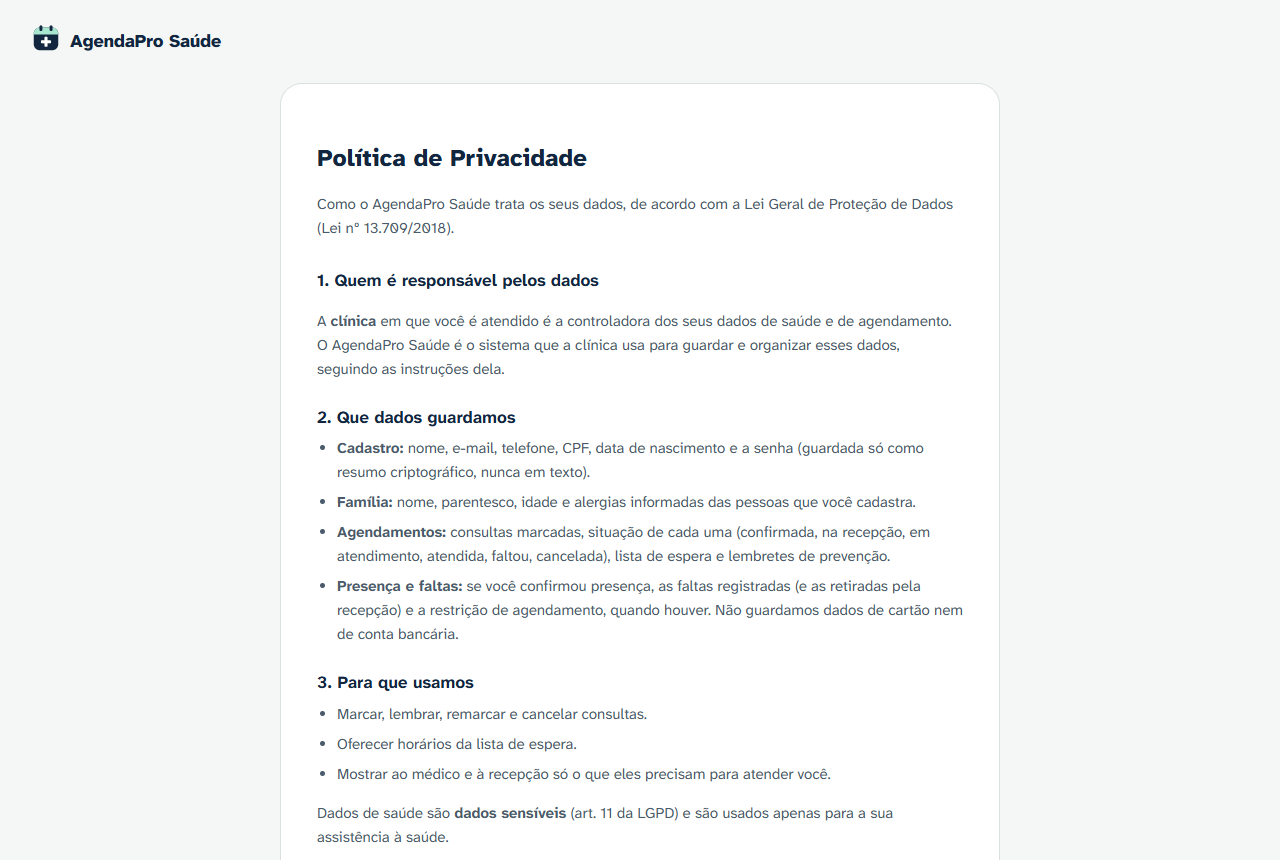 AgendaPro Saúde
Política de Privacidade
Como o AgendaPro Saúde trata os seus dados, de acordo com a Lei Geral de Proteção de Dados
(Lei nº 13.709/2018).
1. Quem é responsável pelos dados
A clínica em que você é atendido é a controladora dos seus dados de saúde e de agendamento.
O AgendaPro Saúde é o sistema que a clínica usa para guardar e organizar esses dados,
seguindo as instruções dela.
2. Que dados guardamos
• Cadastro: nome, e-mail, telefone, CPF, data de nascimento e a senha (guardada só como
resumo criptográfico, nunca em texto).
• Família: nome, parentesco, idade e alergias informadas das pessoas que você cadastra.
• Agendamentos: consultas marcadas, situação de cada uma (confirmada, na recepção, em
atendimento, atendida, faltou, cancelada), lista de espera e lembretes de prevenção.
• Presença e faltas: se você confirmou presença, as faltas registradas (e as retiradas pela
recepção) e a restrição de agendamento, quando houver. Não guardamos dados de cartão nem
de conta bancária.
3. Para que usamos
• Marcar, lembrar, remarcar e cancelar consultas.
• Oferecer horários da lista de espera.
• Mostrar ao médico e à recepção só o que eles precisam para atender você.
Dados de saúde são dados sensíveis (art. 11 da LGPD) e são usados apenas para a sua
assistência à saúde.